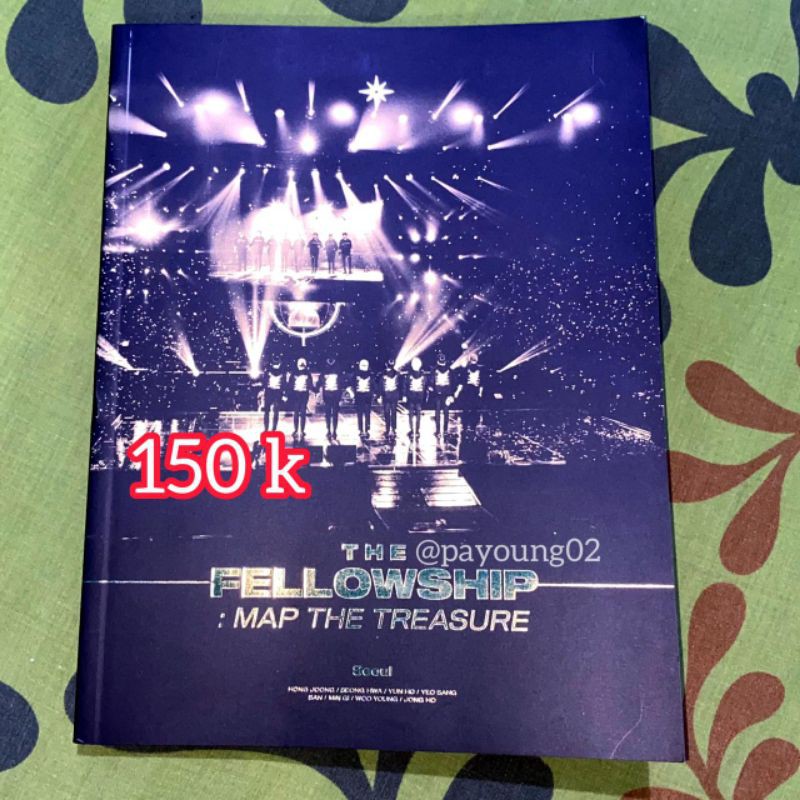 150 k
THE
@payoung02
FELLOWSHIP
: MAP THE TREASURE
Seoul
HONG JOONG / SEONG HWA / YUN HO / YEO SANG
SAN / MIN GI / WOO YOUNG / JONG HO